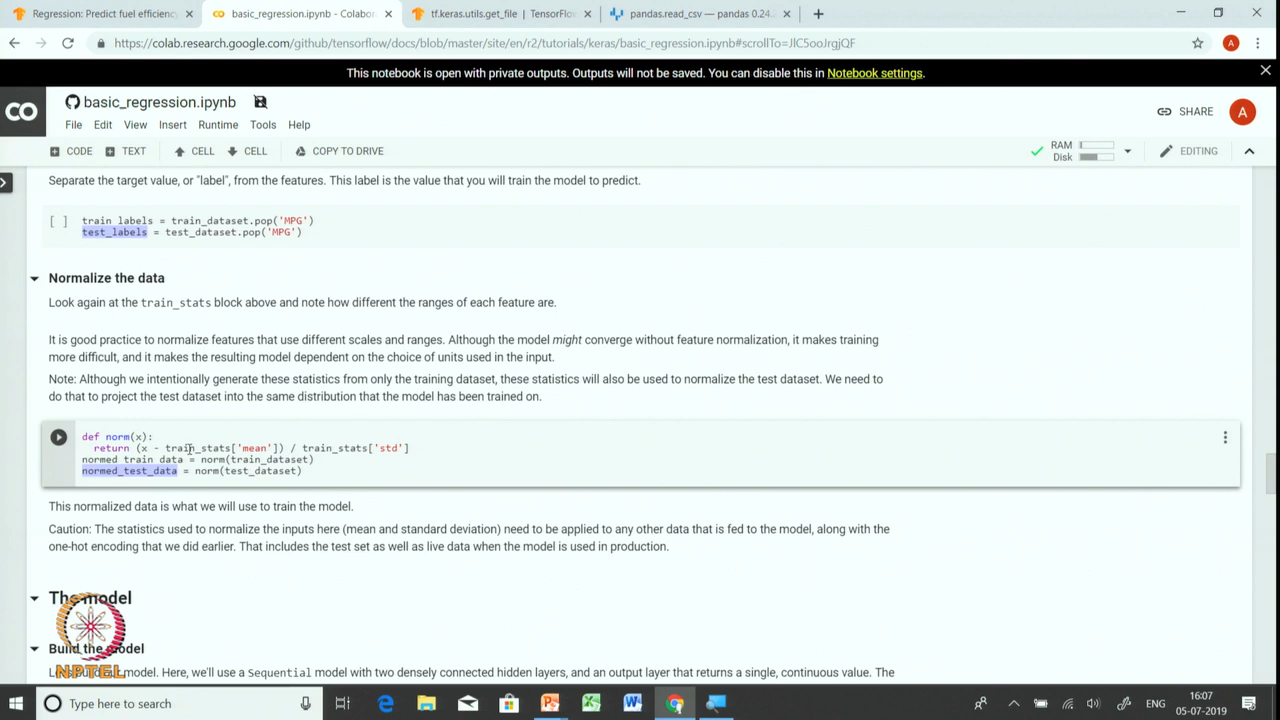 Regression: Predict fuel efficiency
basic_regression.ipynb - Colabor
tf.keras.utils.get_file | TensorFlow
pandas.read_csv — pandas 0.24.
https://colab.research.google.com/github/tensorflow/docs/blob/master/site/en/r2/tutorials/keras/basic_regression.ipynb#scrollTo=JlC5ooJrgjQF
A
This notebook is open with private outputs. Outputs will not be saved. You can disable this in Notebook settings.
CO
basic_regression.ipynb
SHARE
A
File Edit View Insert Runtime Tools Help
CODE TEXT CELL CELL COPY TO DRIVE
RAM
Disk
EDITING
Separate the target value, or "label", from the features. This label is the value that you will train the model to predict.
[ ] train_labels = train_dataset.pop('MPG')
test_labels = test_dataset.pop('MPG')
Normalize the data
Look again at the train_stats block above and note how different the ranges of each feature are.
It is good practice to normalize features that use different scales and ranges. Although the model might converge without feature normalization, it makes training
more difficult, and it makes the resulting model dependent on the choice of units used in the input.
Note: Although we intentionally generate these statistics from only the training dataset, these statistics will also be used to normalize the test dataset. We need to
do that to project the test dataset into the same distribution that the model has been trained on.
def norm(x):
return (x - train_stats['mean']) / train_stats['std']
normed_train_data = norm(train_dataset)
normed_test_data = norm(test_dataset)
This normalized data is what we will use to train the model.
Caution: The statistics used to normalize the inputs here (mean and standard deviation) need to be applied to any other data that is fed to the model, along with the
one-hot encoding that we did earlier. That includes the test set as well as live data when the model is used in production.
The model
Build the model
Let's build our model. Here, we'll use a Sequential model with two densely connected hidden layers, and an output layer that returns a single, continuous value. The
NPTEL
Type here to search
ENG
16:07
05-07-2019